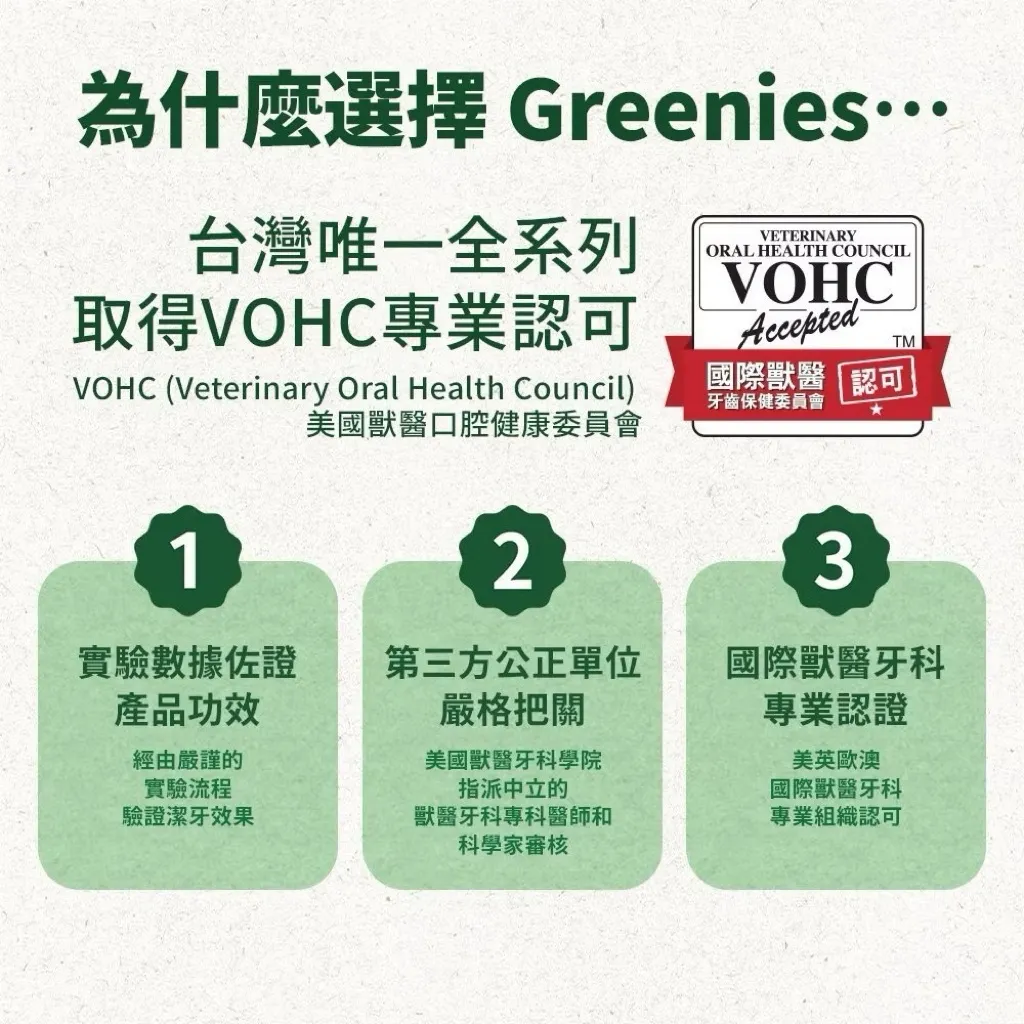 為什麼選擇 Greenies…
台灣唯一全系列
取得VOHC專業認可
VOHC (Veterinary Oral Health Council)
美國獸醫口腔健康委員會
VETERINARY
ORAL HEALTH COUNCIL
VOHC
Accepted
TM
國際獸醫
牙齒保健委員會
認可
1
實驗數據佐證
產品功效
經由嚴謹的
實驗流程
驗證潔牙效果
2
第三方公正單位
嚴格把關
美國獸醫牙科學院
指派中立的
獸醫牙科專科醫師和
科學家審核
3
國際獸醫牙科
專業認證
美英歐澳
國際獸醫牙科
專業組織認可